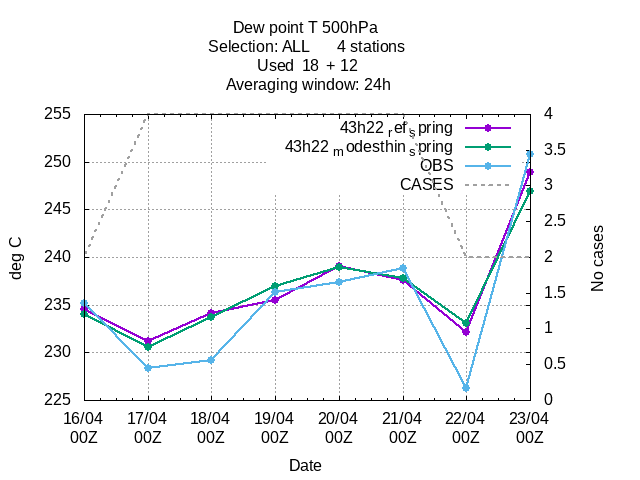 Dew point T 500hPa
Selection: ALL 4 stations
Used 18 + 12
Averaging window: 24h
255 4
43h22 ref spring
43h22 modesthin spring
OBS
CASES
250 3.5
245 3
2.5
240 2
235 1.5
1
230 0.5
225 0
deg C
No cases
16/04 17/04 18/04 19/04 20/04 21/04 22/04 23/04
00Z 00Z 00Z 00Z 00Z 00Z 00Z 00Z
Date